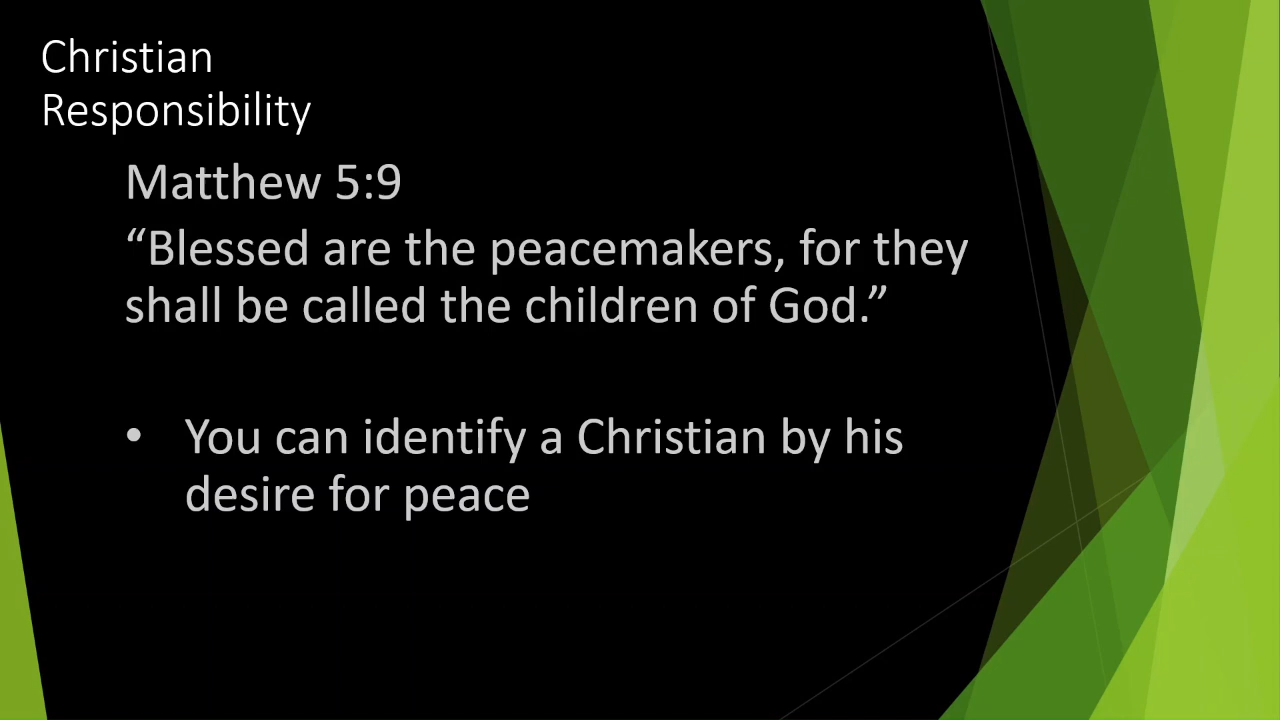 Christian
Responsibility
Matthew 5:9
“Blessed are the peacemakers, for they
shall be called the children of God.”
• You can identify a Christian by his
desire for peace